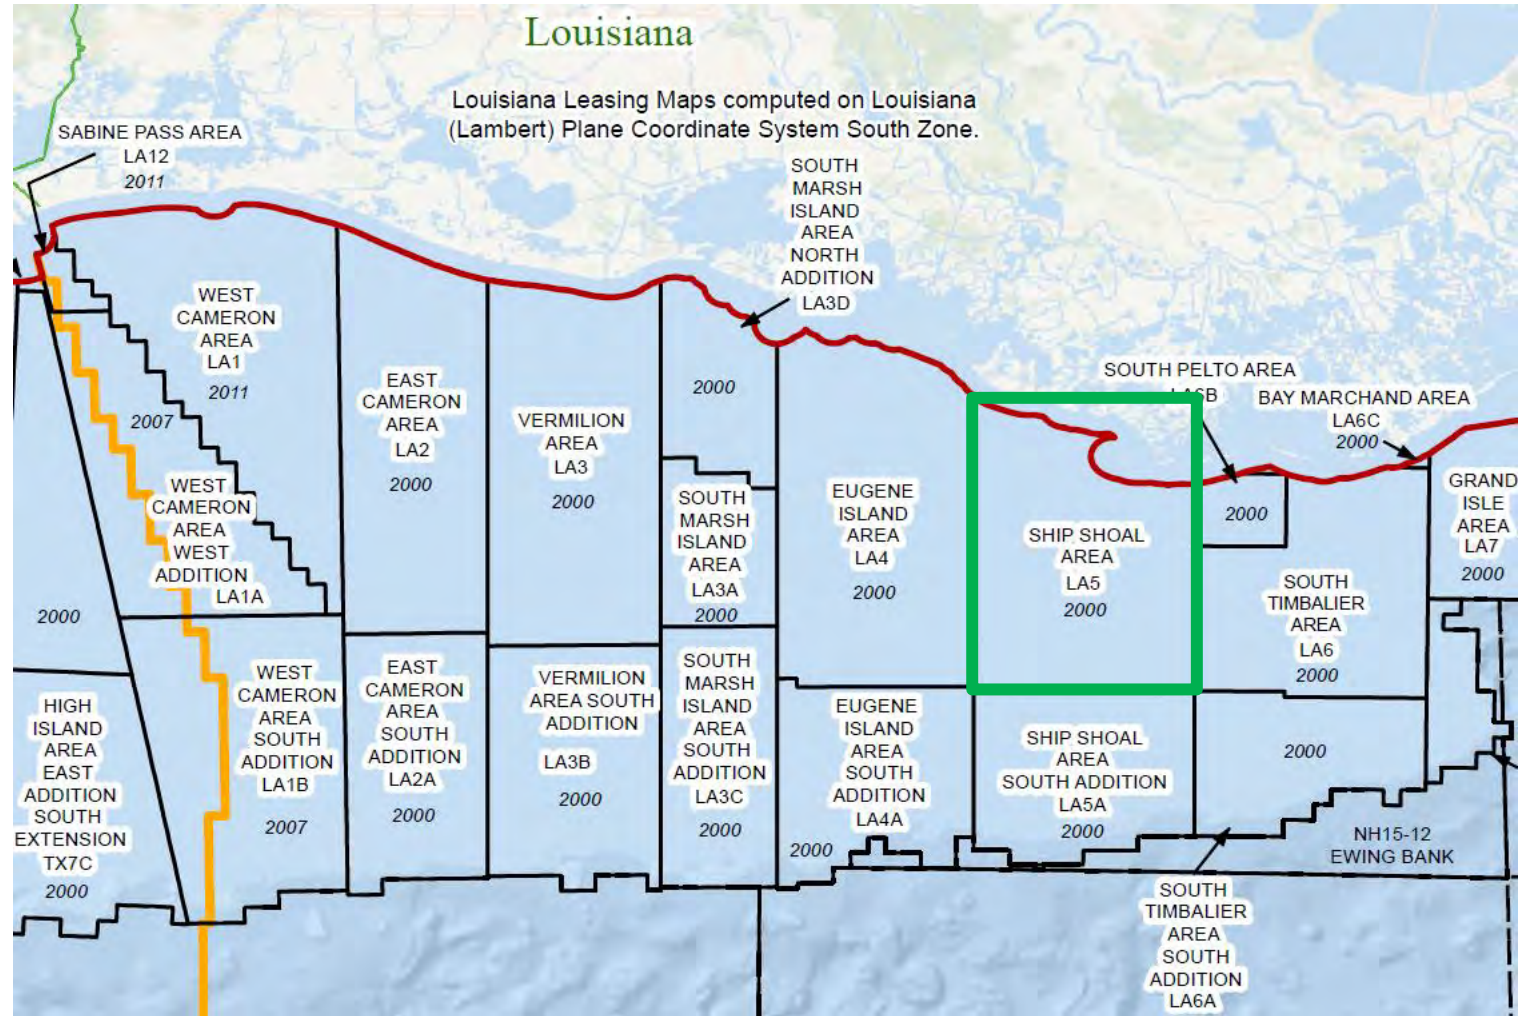 Louisiana
Louisiana Leasing Maps computed on Louisiana
(Lambert) Plane Coordinate System South Zone.
SABINE PASS AREA
LA12
2011
SOUTH
MARSH
ISLAND
AREA
NORTH
ADDITION
LA3D
2000
WEST
CAMERON
AREA
LA1
2011
2007
WEST
CAMERON
AREA
WEST
ADDITION
LA1A
EAST
CAMERON
AREA
LA2
2000
VERMILION
AREA
LA3
2000
SOUTH
MARSH
ISLAND
AREA
LA3A
2000
EUGENE
ISLAND
AREA
LA4
2000
SHIP SHOAL
AREA
LA5
2000
SOUTH PELTO AREA
2000
BAY MARCHAND AREA
LA6C
2000
GRAND
ISLE
AREA
LA7
2000
SOUTH
TIMBALIER
AREA
LA6
2000
2000
HIGH
ISLAND
AREA
EAST
ADDITION
SOUTH
EXTENSION
TX7C
2000
WEST
CAMERON
AREA
SOUTH
ADDITION
LA1B
2007
EAST
CAMERON
AREA
SOUTH
ADDITION
LA2A
2000
VERMILION
AREA SOUTH
ADDITION
LA3B
2000
SOUTH
MARSH
ISLAND
AREA
SOUTH
ADDITION
LA3C
2000
EUGENE
ISLAND
AREA
SOUTH
ADDITION
LA4A
2000
SHIP SHOAL
AREA
SOUTH ADDITION
LA5A
2000
2000
NH15-12
EWING BANK
SOUTH
TIMBALIER
AREA
SOUTH
ADDITION
LA6A